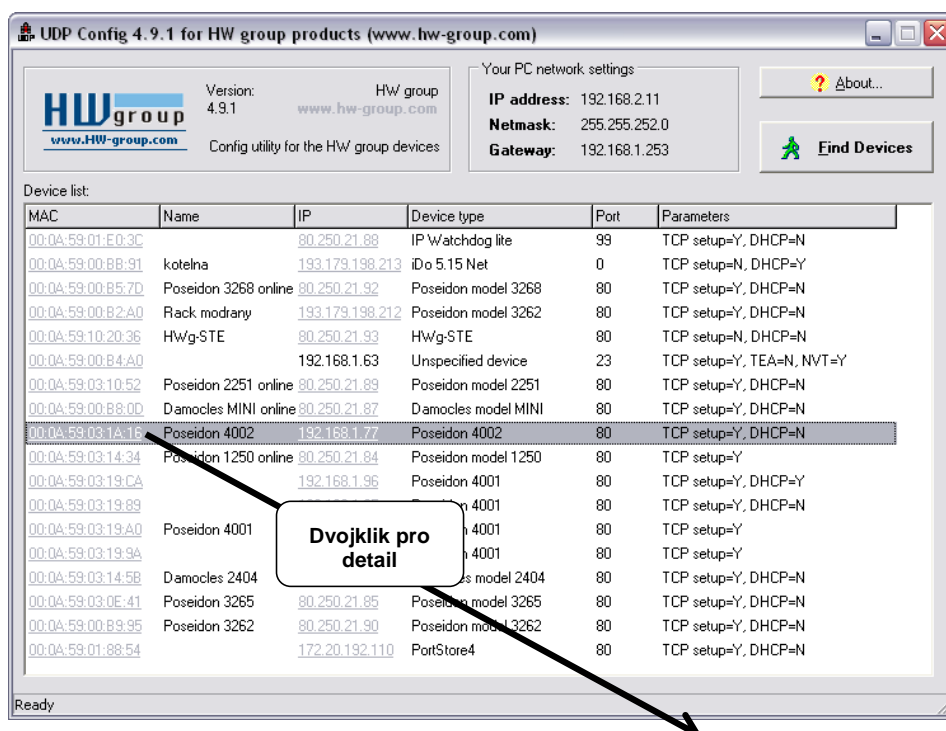 UDP Config 4.9.1 for HW group products (www.hw-group.com)
HW group
www.HW-group.com
Version: HW group
4.9.1 www.hw-group.com
Config utility for the HW group devices
Your PC network settings
IP address: 192.168.2.11
Netmask: 255.255.252.0
Gateway: 192.168.1.253
? About...
Find Devices
Device list:
MAC Name IP Device type Port Parameters
00:0A:59:01:E0:3C 80.250.21.88 IP Watchdog lite 99 TCP setup=Y, DHCP=N
00:0A:59:00:BB:91 kotelna 193.179.198.213 iDo 5.15 Net 0 TCP setup=N, DHCP=Y
00:0A:59:00:B5:7D Poseidon 3268 online 80.250.21.92 Poseidon model 3268 80 TCP setup=Y, DHCP=N
00:0A:59:00:B2:A0 Rack modrany 193.179.198.212 Poseidon model 3262 80 TCP setup=Y, DHCP=N
00:0A:59:10:20:36 HWg-STE 80.250.21.93 HWg-STE 80 TCP setup=N, DHCP=N
00:0A:59:00:B4:A0 192.168.1.63 Unspecified device 23 TCP setup=Y, TEA=N, NVT=Y
00:0A:59:03:10:52 Poseidon 2251 online 80.250.21.89 Poseidon model 2251 80 TCP setup=Y, DHCP=N
00:0A:59:00:B8:0D Damocles MINI online 80.250.21.87 Damocles model MINI 80 TCP setup=Y, DHCP=N
00:0A:59:03:1A:16 Poseidon 4002 192.168.1.77 Poseidon 4002 80 TCP setup=Y, DHCP=N
00:0A:59:03:14:34 Poseidon 1250 online 80.250.21.84 Poseidon model 1250 80 TCP setup=Y
00:0A:59:03:19:CA 192.168.1.96 Poseidon 4001 80 TCP setup=Y, DHCP=Y
00:0A:59:03:19:89 4001 80 TCP setup=Y, DHCP=N
00:0A:59:03:19:A0 Poseidon 4001 4001 80 TCP setup=Y
00:0A:59:03:19:9A 4001 80 TCP setup=Y
00:0A:59:03:14:5B Damocles 2404 model 2404 80 TCP setup=Y, DHCP=N
00:0A:59:03:0E:41 Poseidon 3265 80.250.21.85 Poseidon model 3265 80 TCP setup=Y, DHCP=N
00:0A:59:00:B9:95 Poseidon 3262 80.250.21.90 Poseidon model 3262 80 TCP setup=Y, DHCP=N
00:0A:59:01:88:54 172.20.192.110 PortStore4 80 TCP setup=Y, DHCP=N
Dvojklik pro
detail
Ready